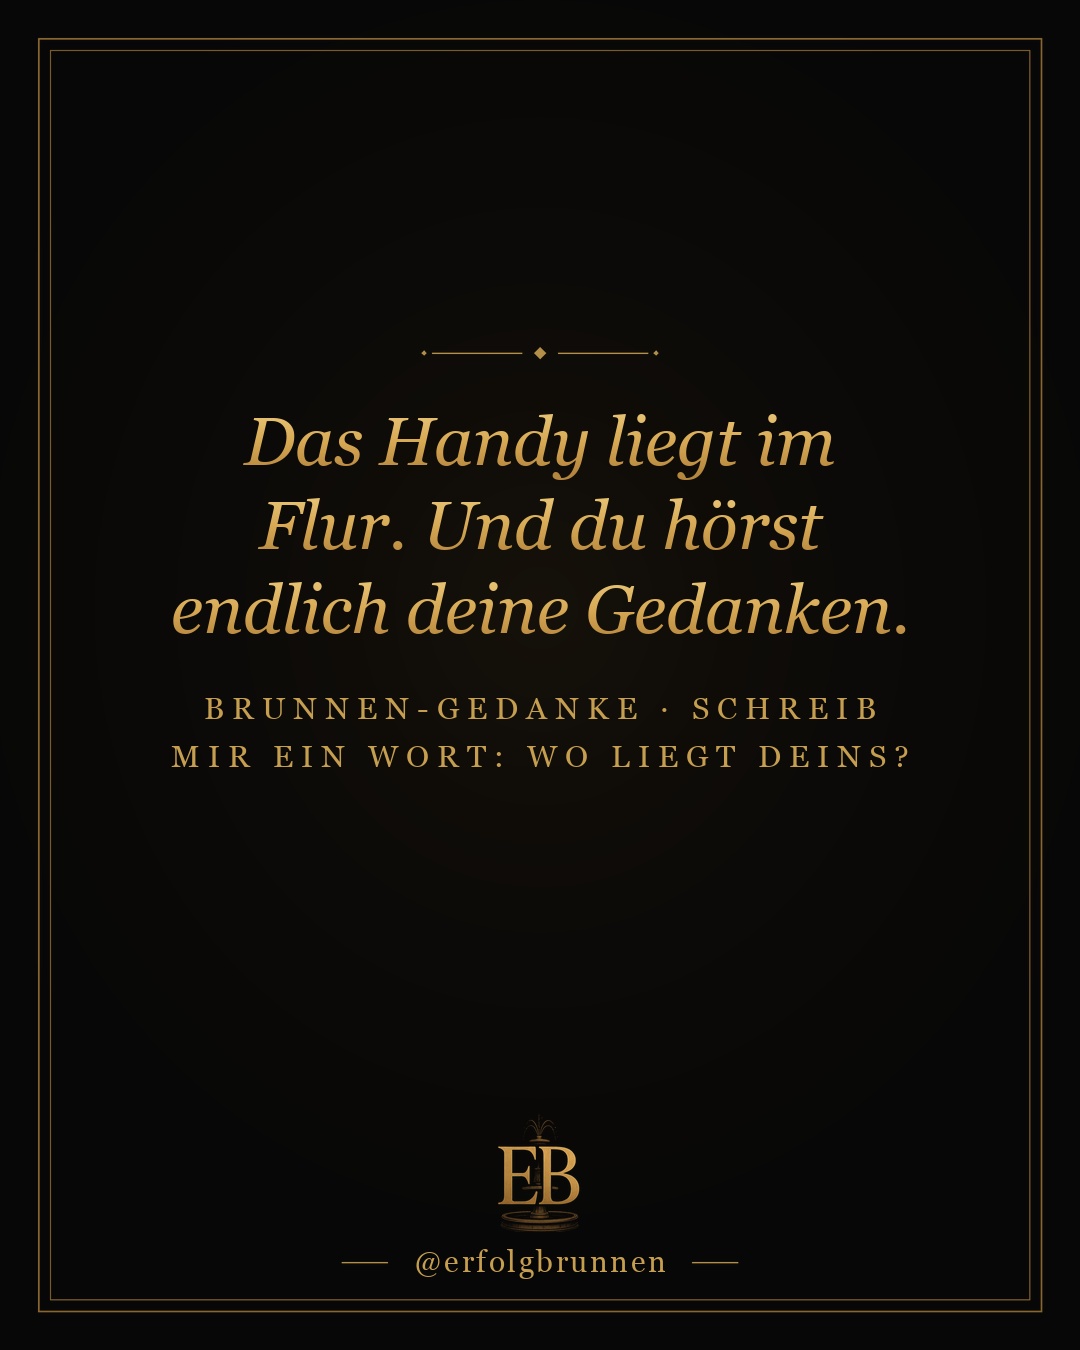 Das Handy liegt im
Flur. Und du hörst
endlich deine Gedanken.
BRUNNEN-GEDANKE · SCHREIB
MIR EIN WORT: WO LIEGT DEINS?
EB
@erfolgbrunnen